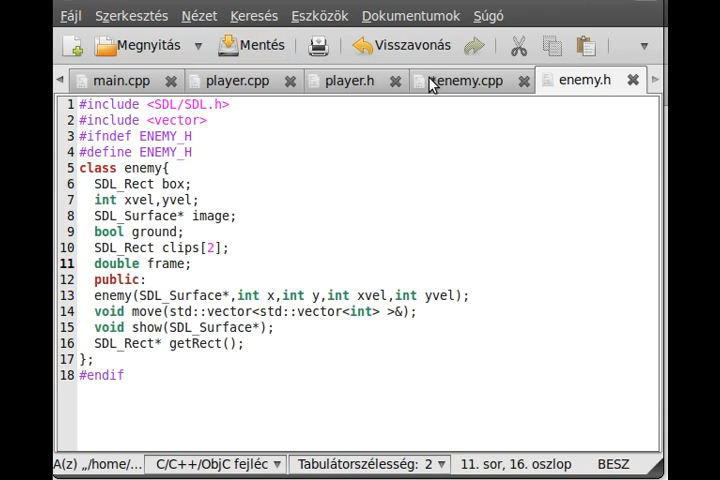 Fájl Szerkesztés Nézet Keresés Eszközök Dokumentumok Súgó
Megnyitás Mentés Visszavonás
main.cpp player.cpp player.h enemy.cpp enemy.h
1 #include <SDL/SDL.h>
2 #include <vector>
3 #ifndef ENEMY_H
4 #define ENEMY_H
5 class enemy{
6 SDL_Rect box;
7 int xvel,yvel;
8 SDL_Surface* image;
9 bool ground;
10 SDL_Rect clips[2];
11 double frame;
12 public:
13 enemy(SDL_Surface*,int x,int y,int xvel,int yvel);
14 void move(std::vector<std::vector<int> >&);
15 void show(SDL_Surface*);
16 SDL_Rect* getRect();
17 };
18 #endif
A(z) „/home/... C/C++/ObjC fejléc Tabulátorszélesség: 2 11. sor, 16. oszlop BESZ